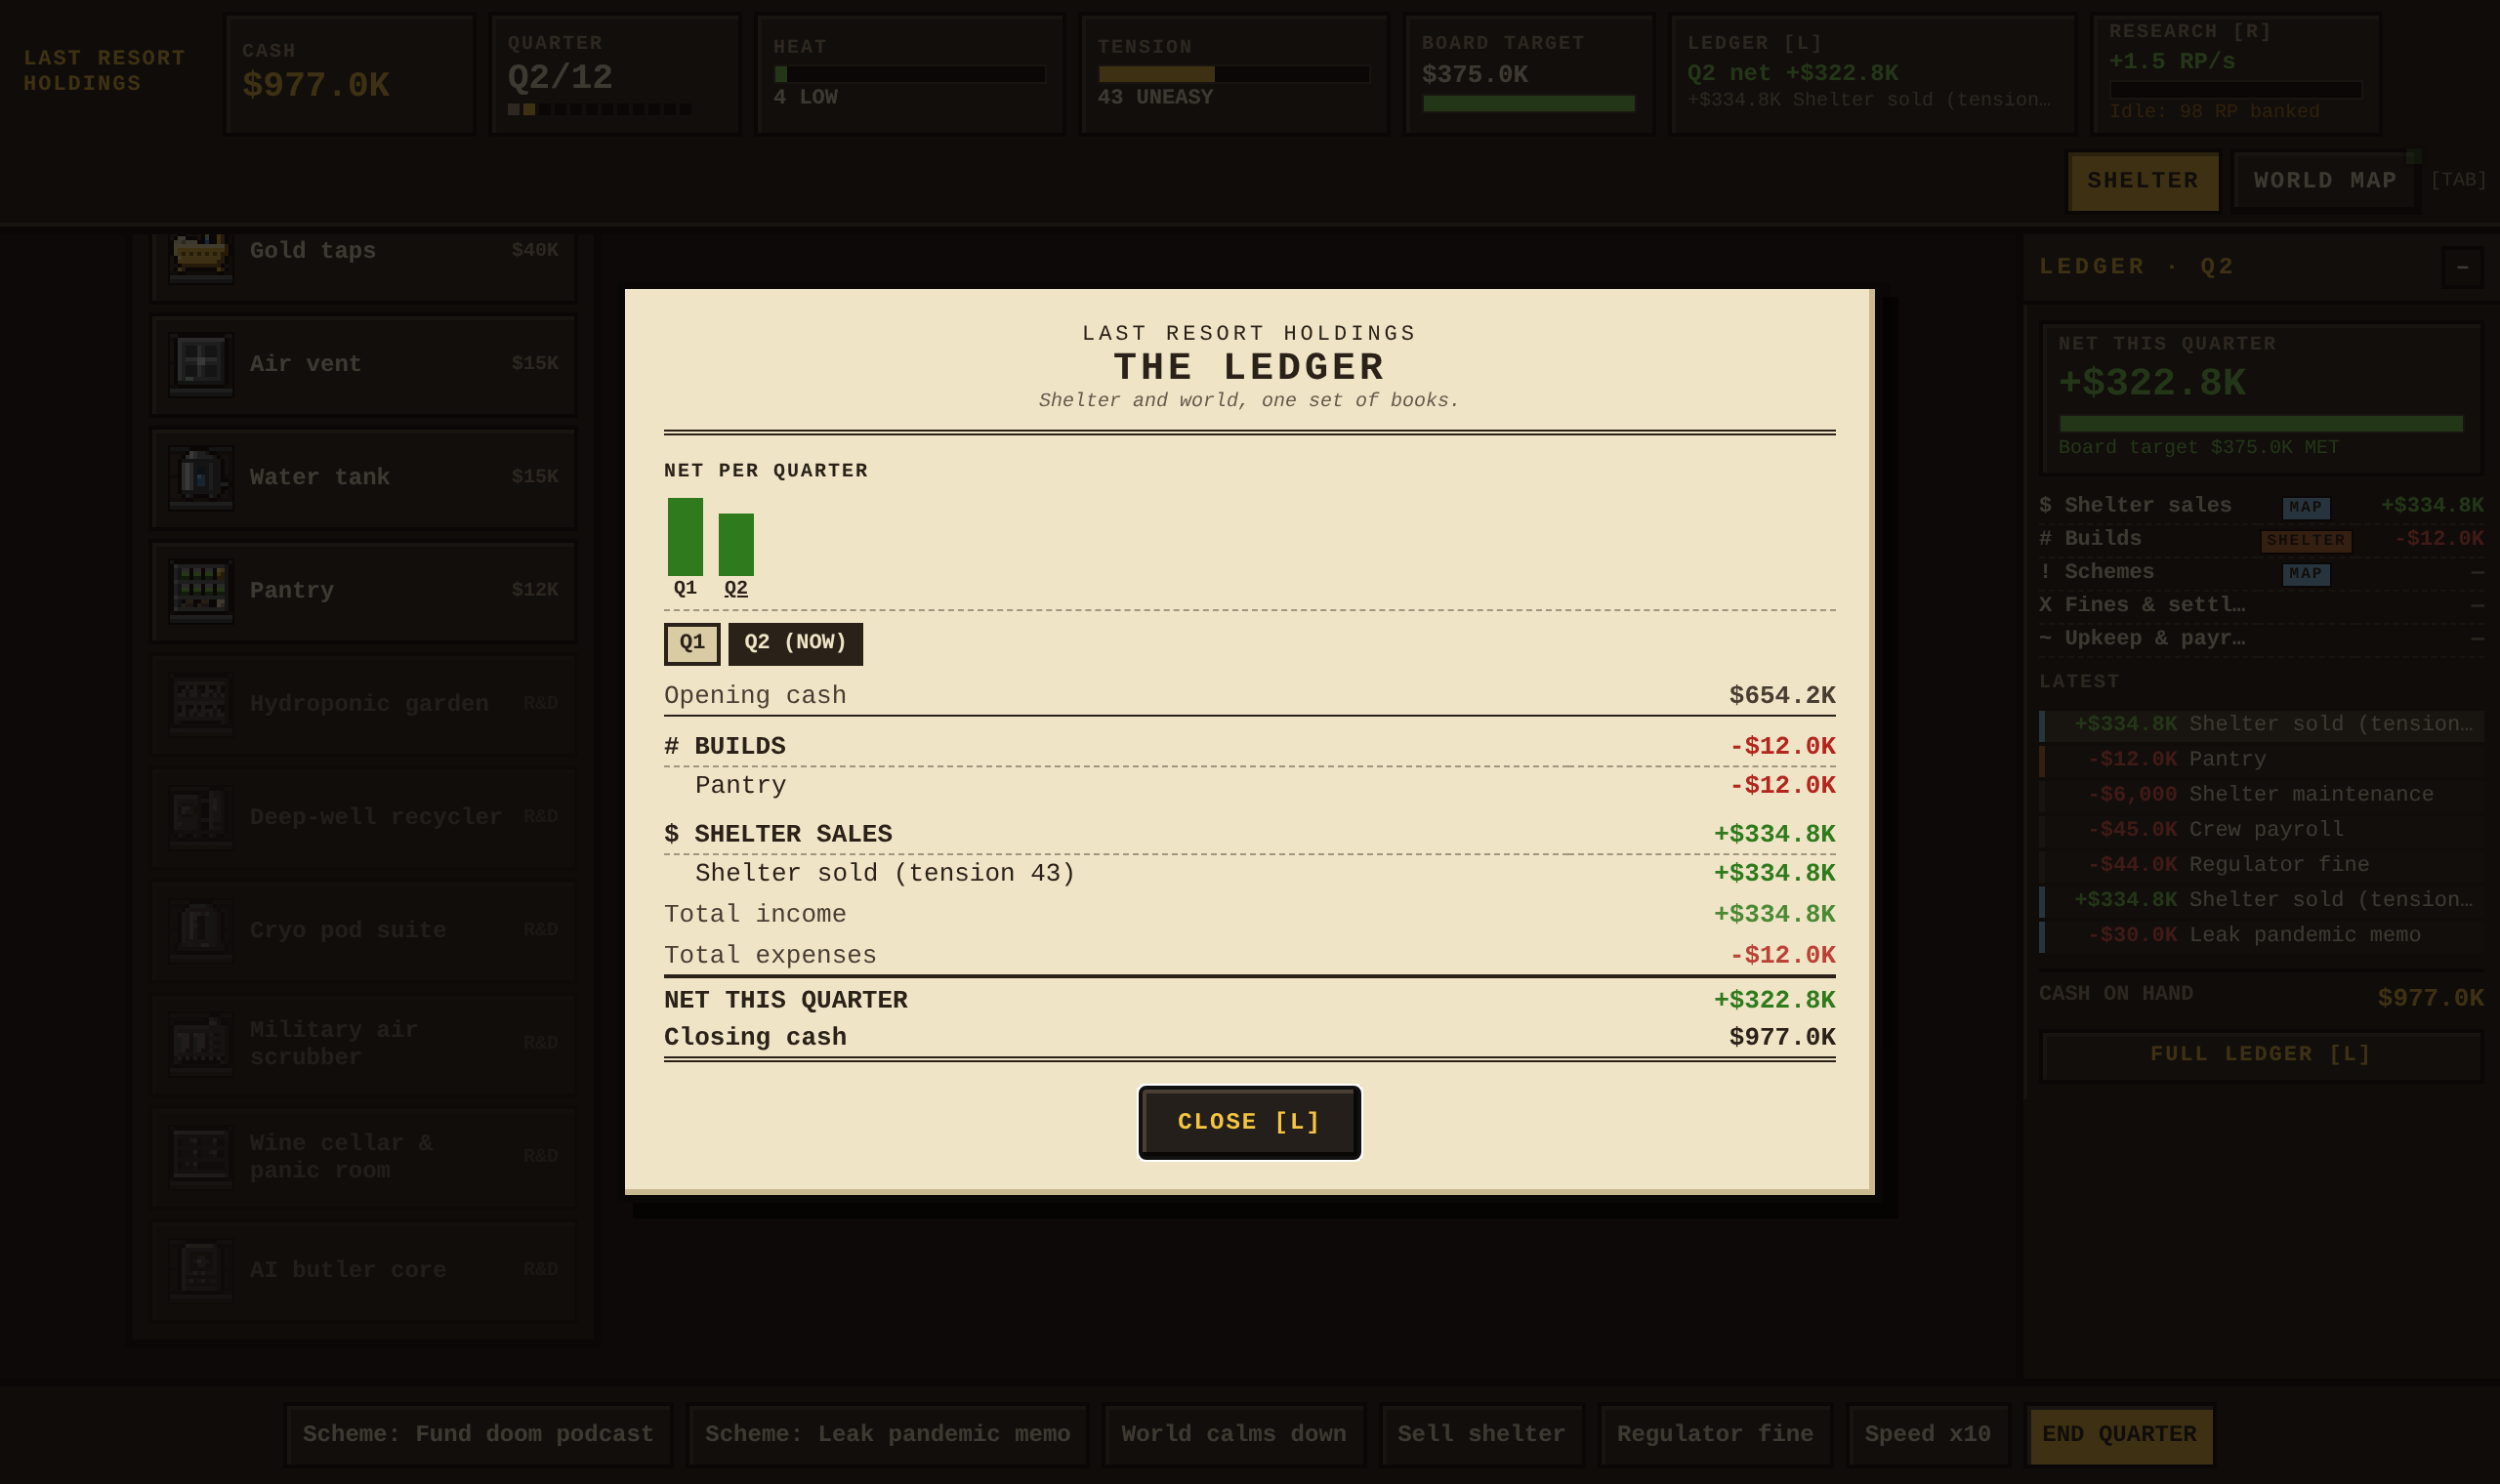 LAST RESORT
HOLDINGS
CASH
$977.0K
QUARTER
Q2/12
HEAT
4 LOW
TENSION
43 UNEASY
BOARD TARGET
$375.0K
LEDGER [L]
Q2 net +$322.8K
+$334.8K Shelter sold (tension…
RESEARCH [R]
+1.5 RP/s
Idle: 98 RP banked
SHELTER
WORLD MAP
[TAB]
Gold taps $40K
Air vent $15K
Water tank $15K
Pantry $12K
Hydroponic garden R&D
Deep-well recycler R&D
Cryo pod suite R&D
Military air
scrubber R&D
Wine cellar &
panic room R&D
AI butler core R&D
LAST RESORT HOLDINGS
THE LEDGER
Shelter and world, one set of books.
NET PER QUARTER
Q1 Q2
Q1 Q2 (NOW)
Opening cash $654.2K
# BUILDS -$12.0K
Pantry -$12.0K
$ SHELTER SALES +$334.8K
Shelter sold (tension 43) +$334.8K
Total income +$334.8K
Total expenses -$12.0K
NET THIS QUARTER +$322.8K
Closing cash $977.0K
CLOSE [L]
LEDGER · Q2 –
NET THIS QUARTER
+$322.8K
Board target $375.0K MET
$ Shelter sales MAP +$334.8K
# Builds SHELTER -$12.0K
! Schemes MAP —
X Fines & settl… —
~ Upkeep & payr… —
LATEST
+$334.8K Shelter sold (tension…
-$12.0K Pantry
-$6,000 Shelter maintenance
-$45.0K Crew payroll
-$44.0K Regulator fine
+$334.8K Shelter sold (tension…
-$30.0K Leak pandemic memo
CASH ON HAND $977.0K
FULL LEDGER [L]
Scheme: Fund doom podcast
Scheme: Leak pandemic memo
World calms down
Sell shelter
Regulator fine
Speed x10
END QUARTER